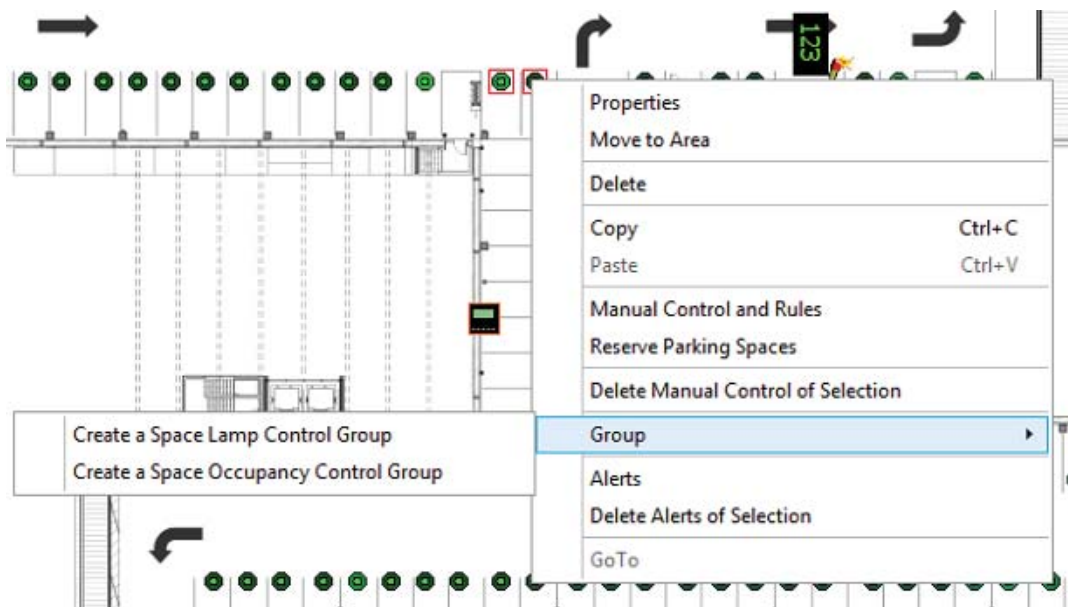 123
Properties
Move to Area
Delete
Copy Ctrl+C
Paste Ctrl+V
Manual Control and Rules
Reserve Parking Spaces
Delete Manual Control of Selection
Group
Create a Space Lamp Control Group
Create a Space Occupancy Control Group
Alerts
Delete Alerts of Selection
GoTo